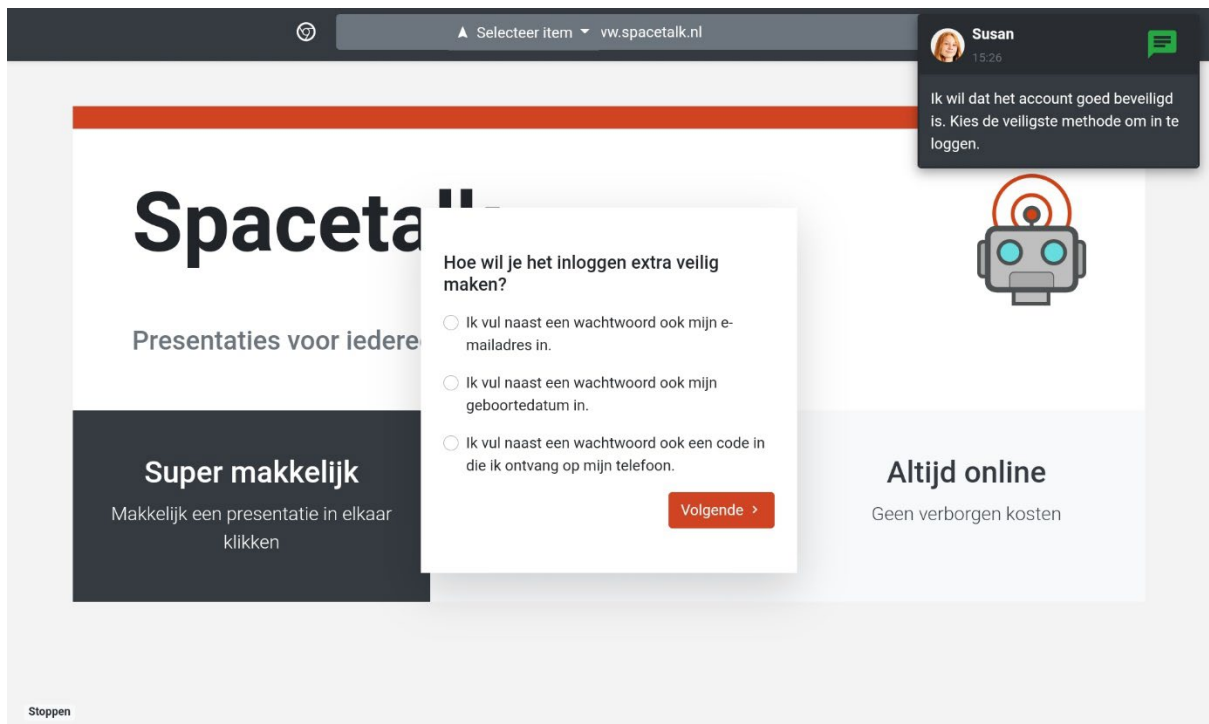 Selecteer item
vw.spacetalk.nl
Susan
15:26
Ik wil dat het account goed beveiligd
is. Kies de veiligste methode om in te
loggen.
Presentaties voor iedere
Hoe wil je het inloggen extra veilig
maken?
Ik vul naast een wachtwoord ook mijn e-
mailadres in.
Ik vul naast een wachtwoord ook mijn
geboortedatum in.
Ik vul naast een wachtwoord ook een code in
die ik ontvang op mijn telefoon.
Volgende
Super makkelijk
Makkelijk een presentatie in elkaar
klikken
Altijd online
Geen verborgen kosten
Stoppen